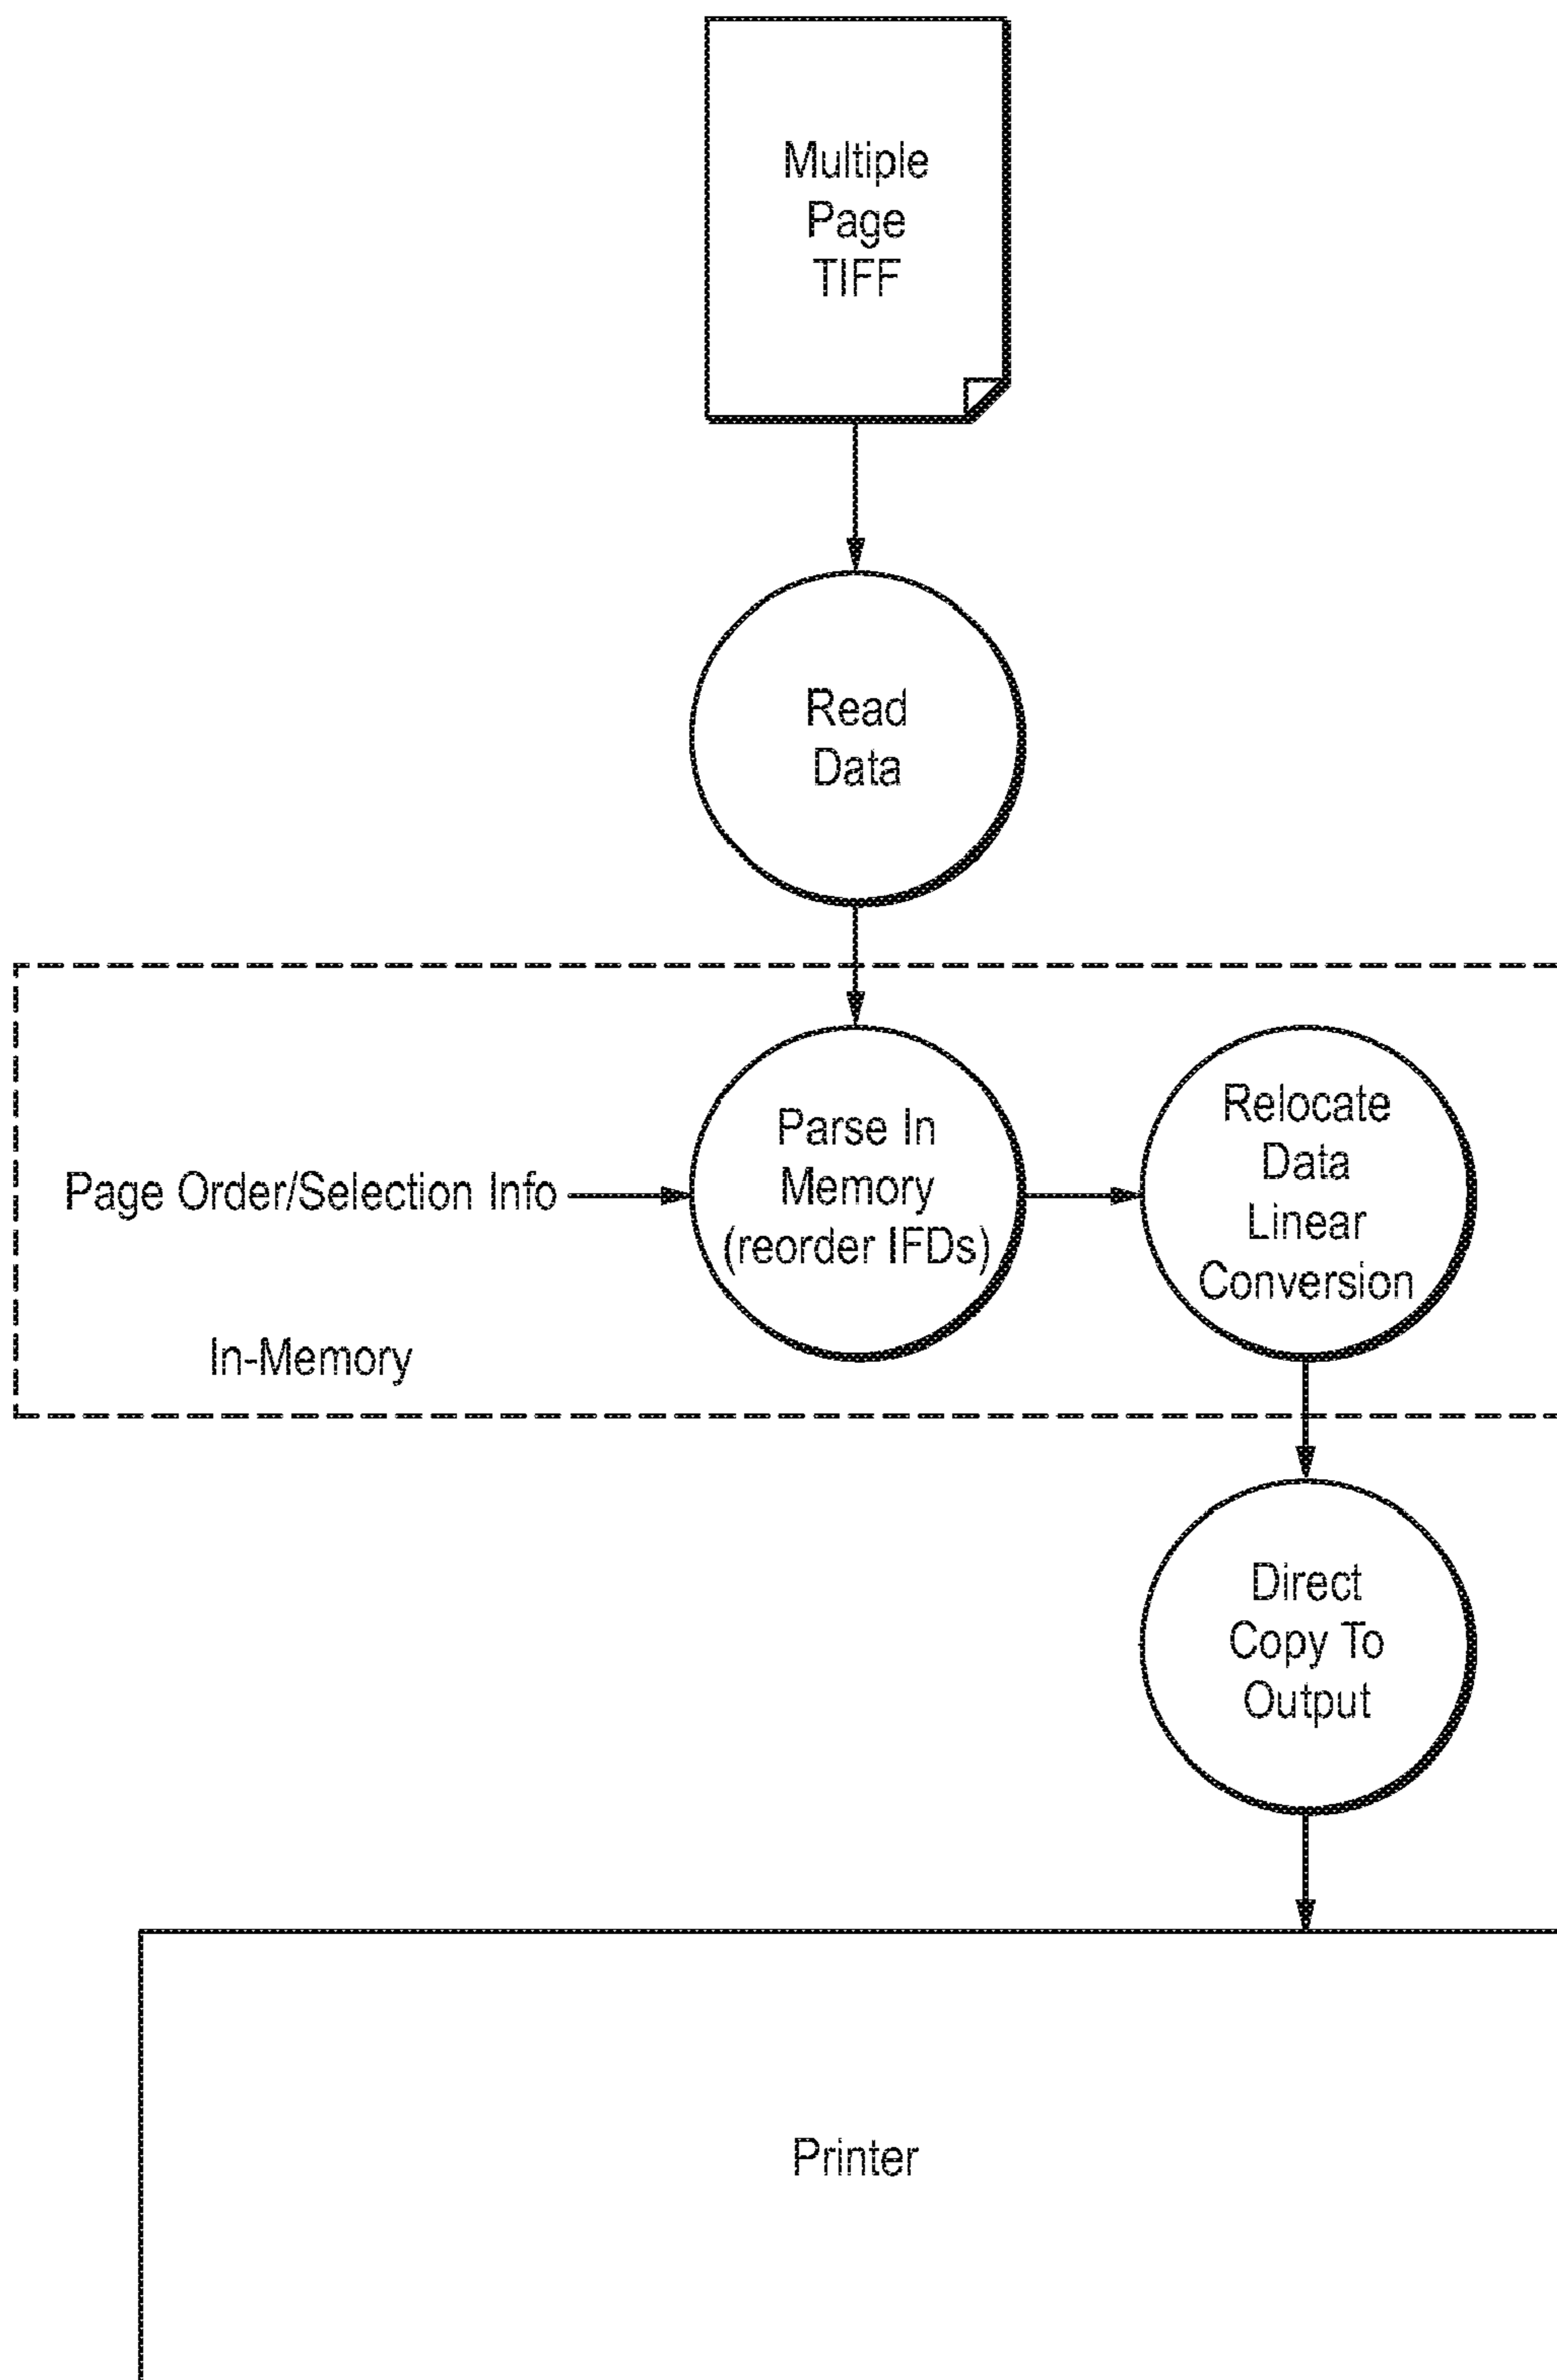 Multiple
Page
TIFF
Read
Data
Page Order/Selection Info
Parse In
Memory
(reorder IFDs)
Relocate
Data
Linear
Conversion
In-Memory
Direct
Copy To
Output
Printer